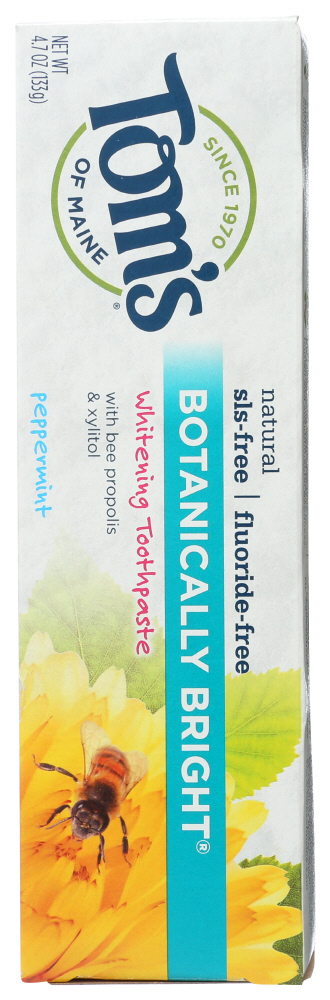 SINCE 1970
Tom's
OF MAINE®
natural
sls-free | fluoride-free
BOTANICALLY BRIGHT®
whitening Toothpaste
with bee propolis
& xylitol
peppermint
NET WT
4.7 OZ (133g)